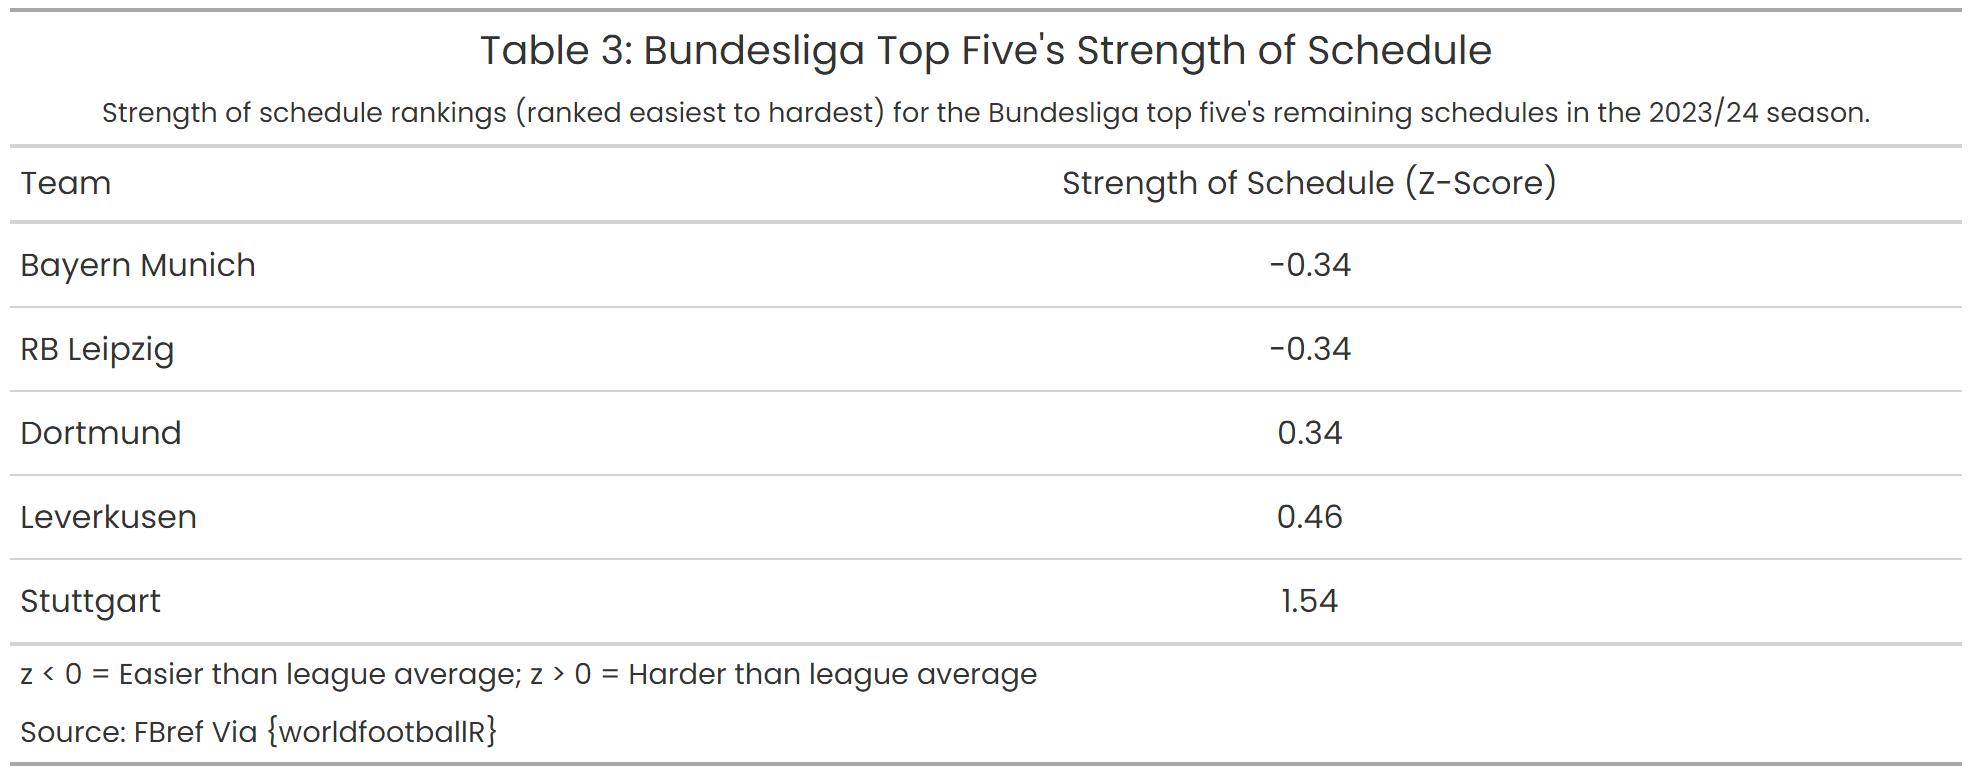 Table 3: Bundesliga Top Five's Strength of Schedule
Strength of schedule rankings (ranked easiest to hardest) for the Bundesliga top five's remaining schedules in the 2023/24 season.
Team Strength of Schedule (Z-Score)
Bayern Munich -0.34
RB Leipzig -0.34
Dortmund 0.34
Leverkusen 0.46
Stuttgart 1.54
z < 0 = Easier than league average; z > 0 = Harder than league average
Source: FBref Via {worldfootballR}